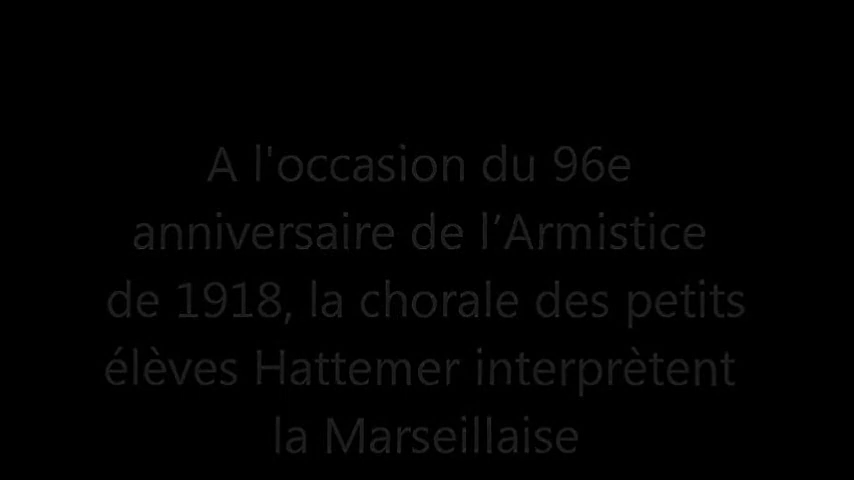 A l'occasion du 96e
anniversaire de l’Armistice
de 1918, la chorale des petits
élèves Hattemer interprètent
la Marseillaise